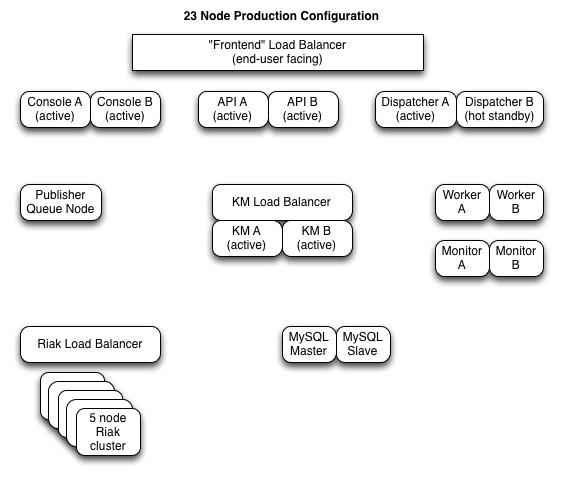 23 Node Production Configuration
"Frontend" Load Balancer
(end-user facing)
Console A
(active)
Console B
(active)
API A
(active)
API B
(active)
Dispatcher A
(active)
Dispatcher B
(hot standby)
Publisher
Queue Node
KM Load Balancer
KM A
(active)
KM B
(active)
Worker
A
Worker
B
Monitor
A
Monitor
B
Riak Load Balancer
MySQL
Master
MySQL
Slave
5 node
Riak
cluster